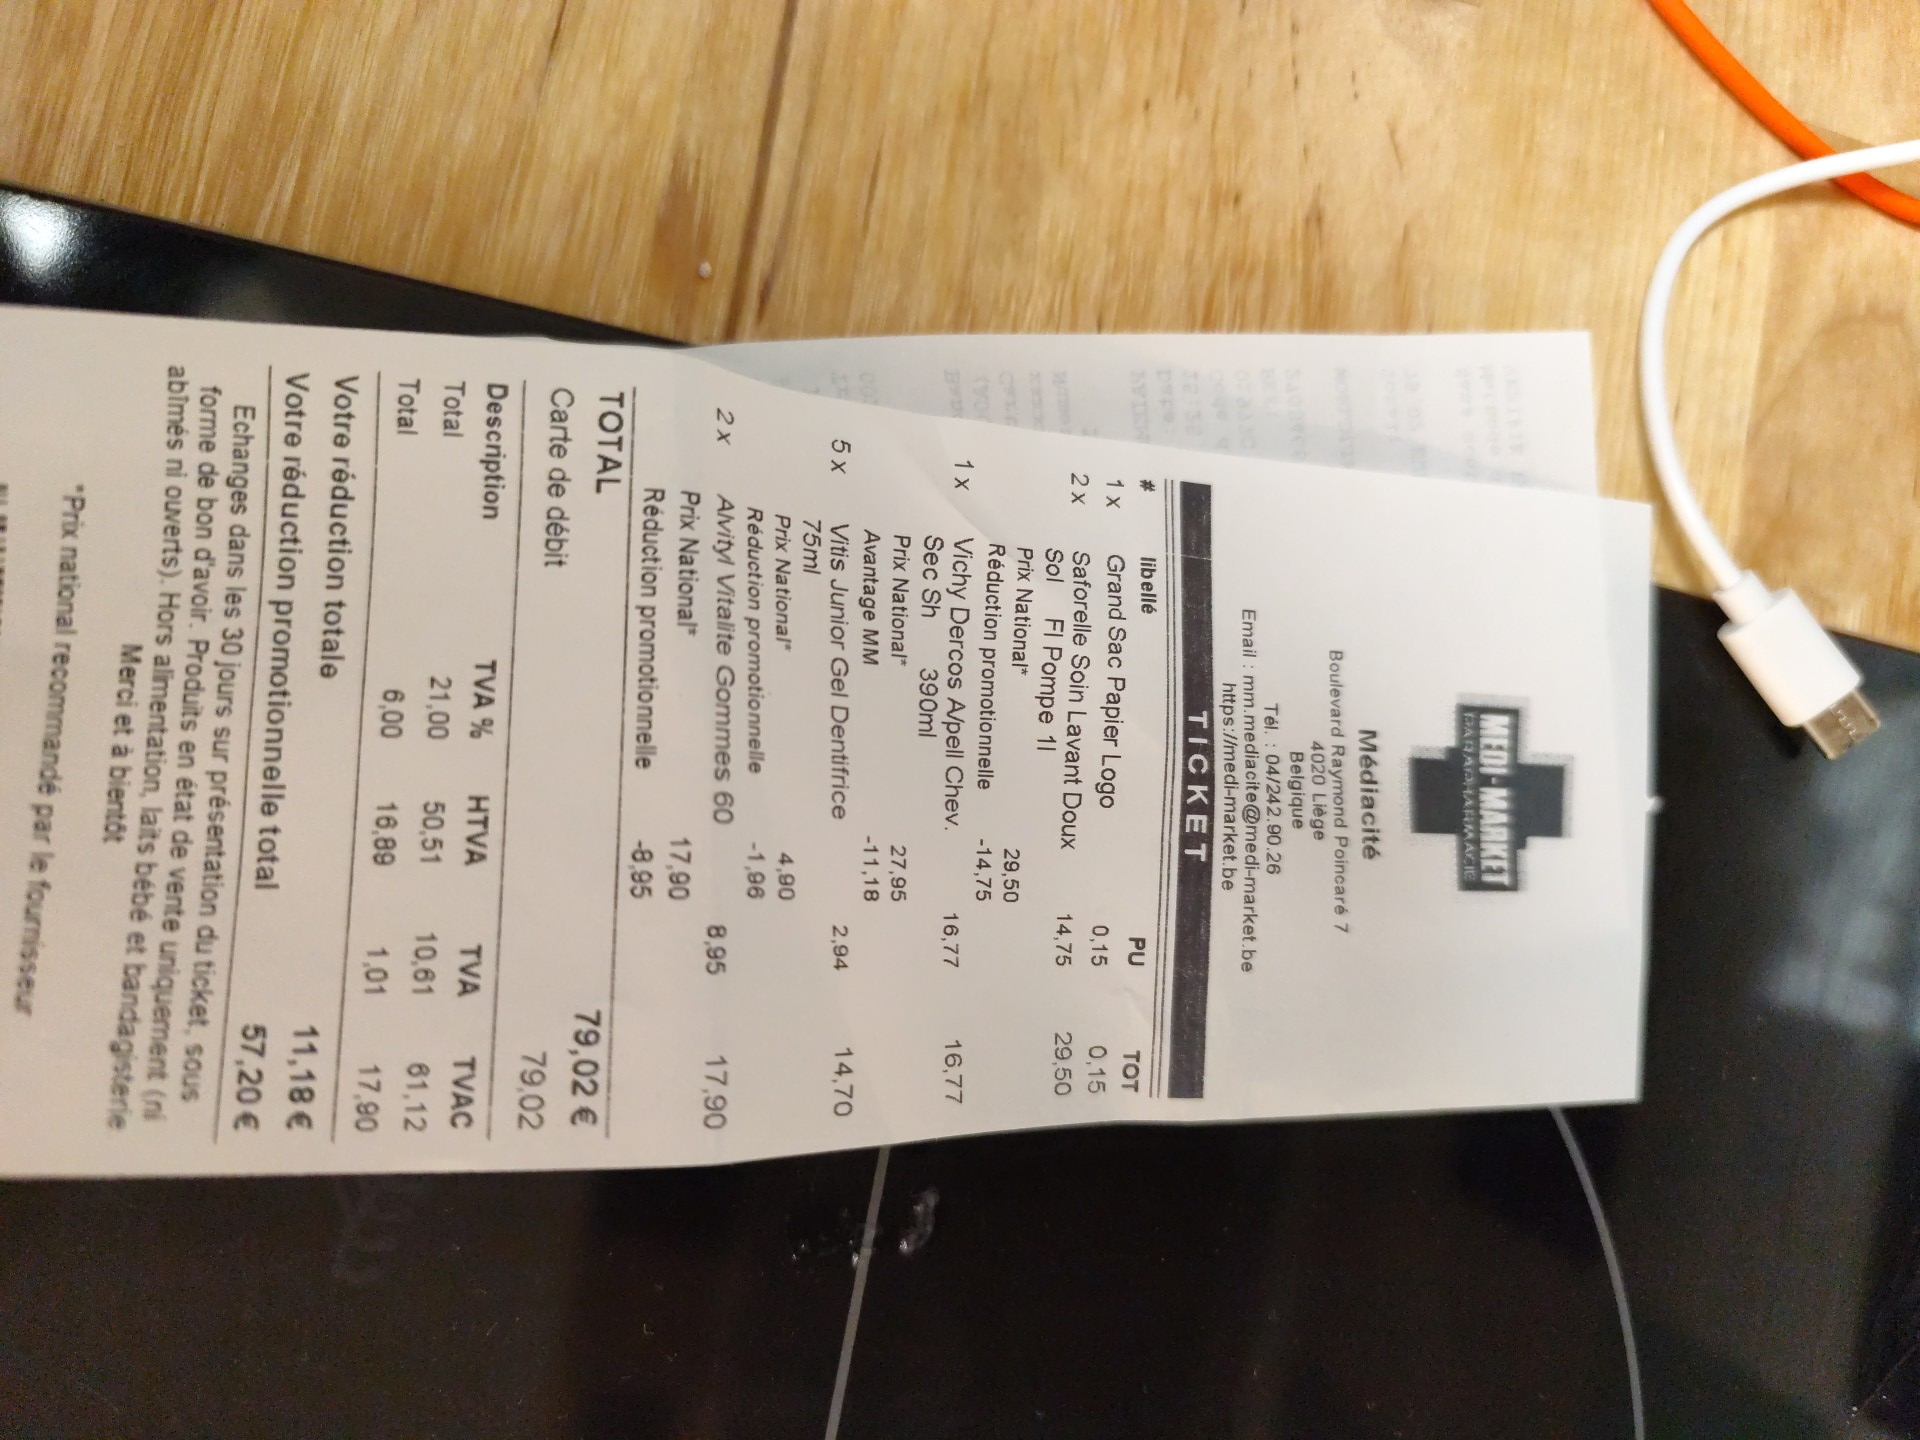 MEDI-MARKET
PARAPHARMACIE
Médiacité
Boulevard Raymond Poincaré 7
4020 Liège
Belgique
Tél. : 04/242.90.26
Email : mm.mediacite@medi-market.be
https://medi-market.be
TICKET
# libellé PU TOT
1 x Grand Sac Papier Logo 0,15 0,15
2 x Saforelle Soin Lavant Doux 14,75 29,50
Sol Fl Pompe 1l
Prix National* 29,50
Réduction promotionnelle -14,75
1 x Vichy Dercos A/pell Chev. 16,77 16,77
Sec Sh 390ml
Prix National* 27,95
Avantage MM -11,18
5 x Vitis Junior Gel Dentifrice 2,94 14,70
75ml
Prix National* 4,90
Réduction promotionnelle -1,96
2 x Alvityl Vitalite Gommes 60 8,95 17,90
Prix National* 17,90
Réduction promotionnelle -8,95
TOTAL 79,02 €
Carte de débit 79,02
Description TVA % HTVA TVA TVAC
Total 21,00 50,51 10,61 61,12
Total 6,00 16,89 1,01 17,90
Votre réduction totale 11,18 €
Votre réduction promotionnelle total 57,20 €
Echanges dans les 30 jours sur présentation du ticket, sous
forme de bon d'avoir. Produits en état de vente uniquement (ni
abîmés ni ouverts). Hors alimentation, laits bébé et bandagisterie
Merci et à bientôt
*Prix national recommandé par le fournisseur